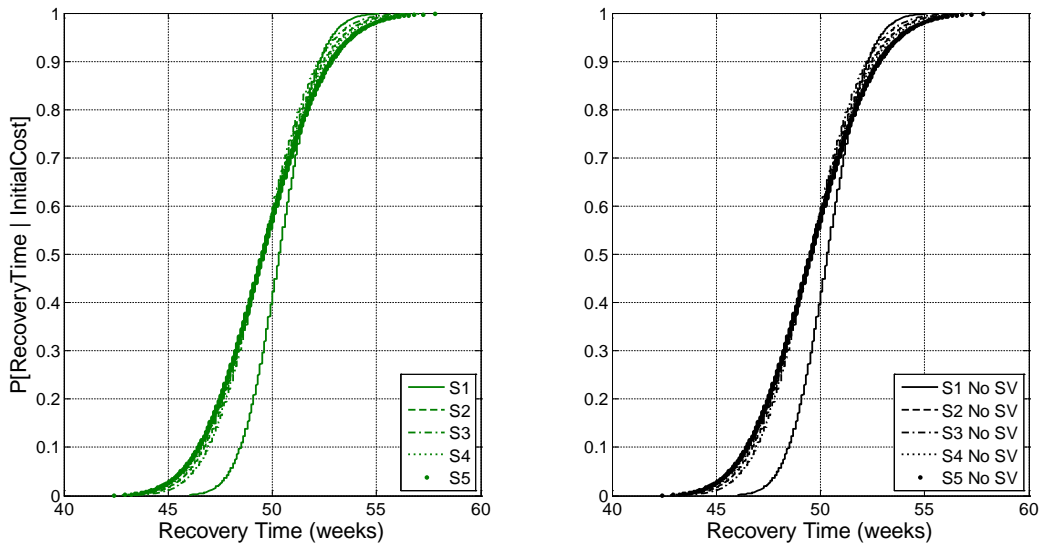 P[RecoveryTime | InitialCost]
1
0.9
0.8
0.7
0.6
0.5
0.4
0.3
0.2
0.1
0
40
45
50
55
60
Recovery Time (weeks)
S1
S2
S3
S4
S5
1
0.9
0.8
0.7
0.6
0.5
0.4
0.3
0.2
0.1
0
40
45
50
55
60
Recovery Time (weeks)
S1 No SV
S2 No SV
S3 No SV
S4 No SV
S5 No SV